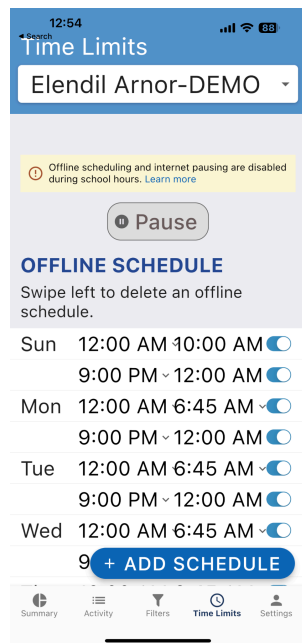 12:54
88
Search
Time Limits
Elendil Arnor-DEMO
Offline scheduling and internet pausing are disabled
during school hours. Learn more
Pause
OFFLINE SCHEDULE
Swipe left to delete an offline
schedule.
Sun 12:00 AM 10:00 AM
9:00 PM 12:00 AM
Mon 12:00 AM 6:45 AM
9:00 PM 12:00 AM
Tue 12:00 AM 6:45 AM
9:00 PM 12:00 AM
Wed 12:00 AM 6:45 AM
9
+ ADD SCHEDULE
Summary Activity Filters Time Limits Settings